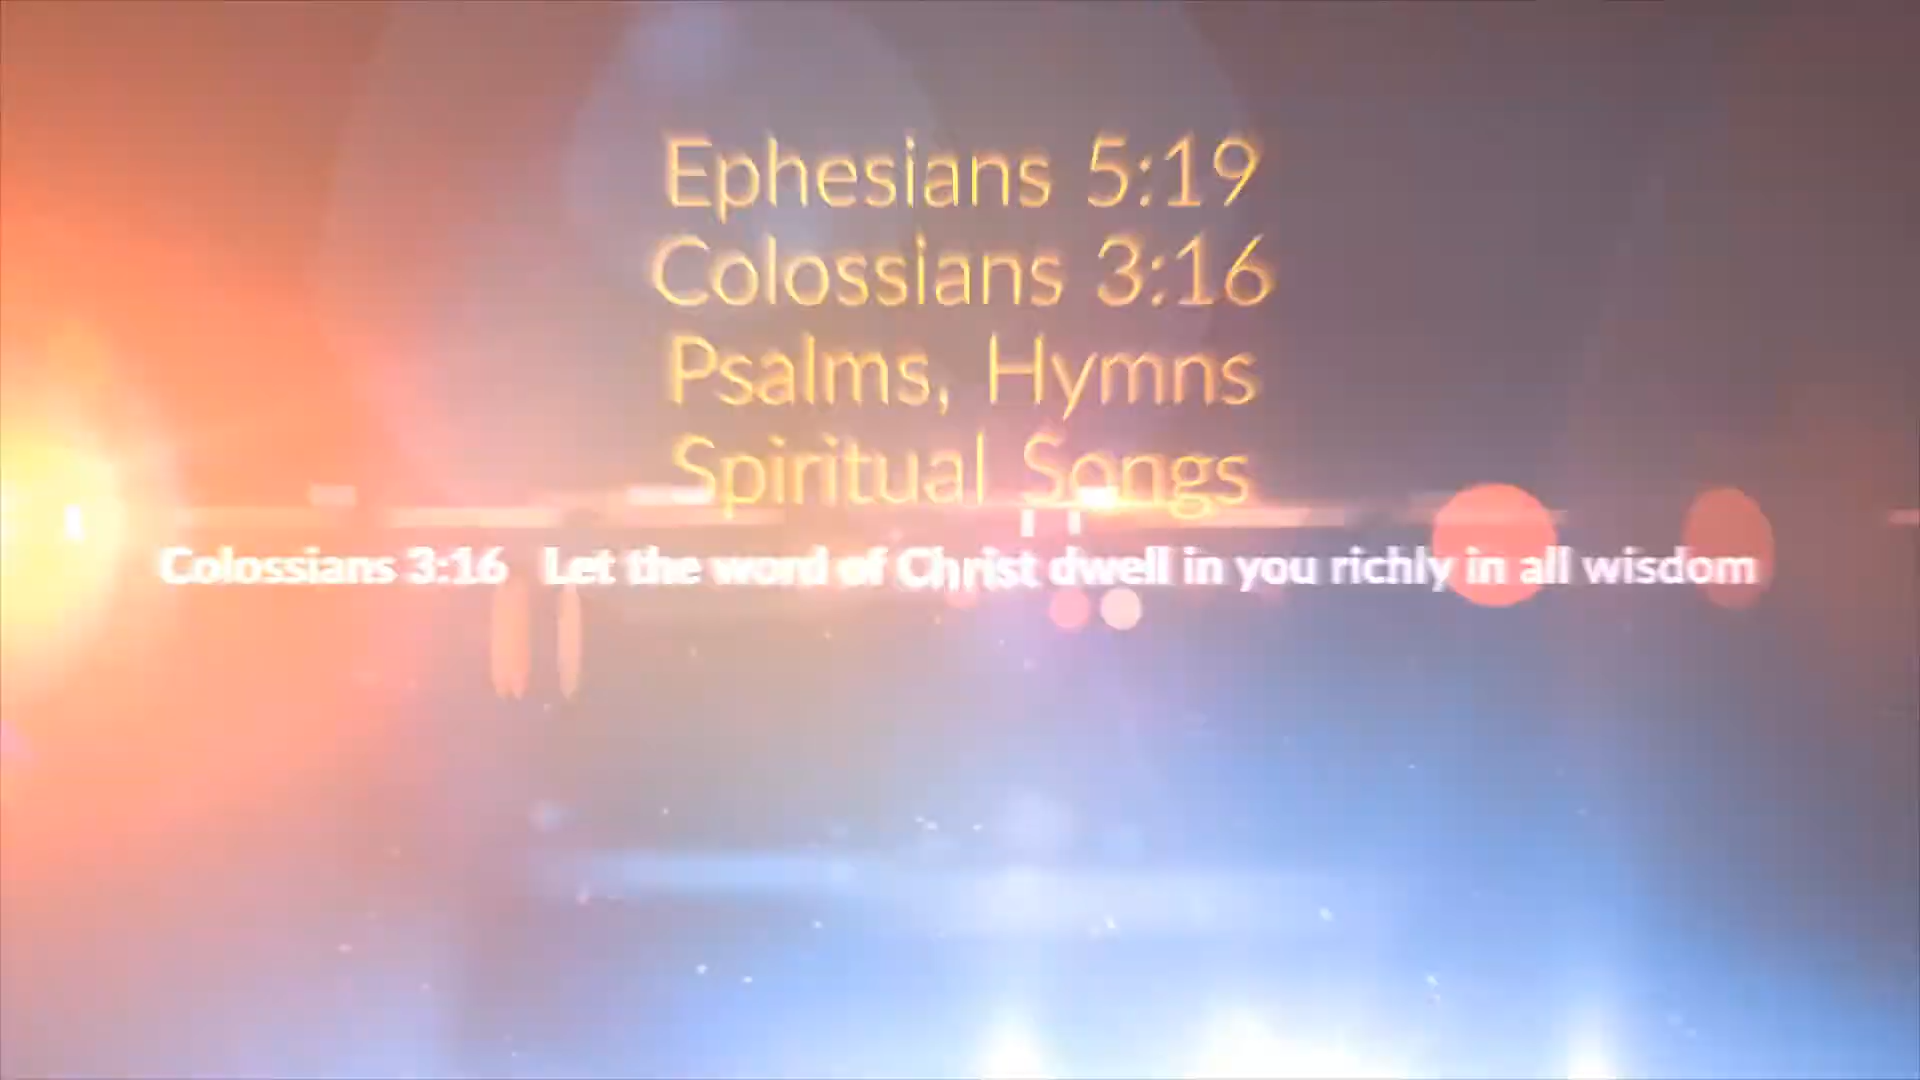 Ephesians 5:19
Colossians 3:16
Psalms, Hymns
Spiritual Songs
Colossians 3:16 Let the word of Christ dwell in you richly in all wisdom